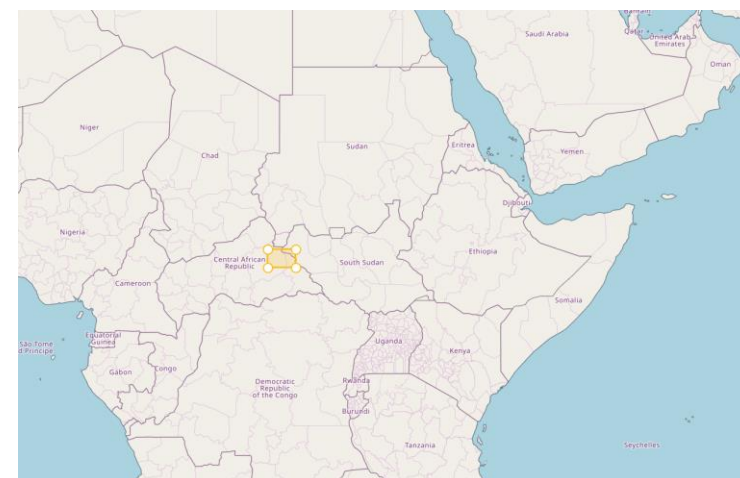 Bahrain
Saudi Arabia
Qatar
United Arab
Emirates
Oman
Niger
Chad
Sudan
Eritrea
Yemen
Djibouti
Nigeria
Ethiopia
Central African
Republic
South Sudan
Cameroon
Somalia
Equatorial
Guinea
São Tomé
d Príncipe
Uganda
Kenya
Gabon
Congo
Rwanda
Democratic
Republic
of the Congo
Burundi
Tanzania
Seychelles